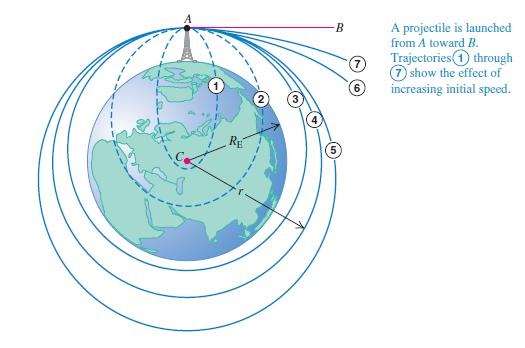 A
B
A projectile is launched
from A toward B.
Trajectories 1 through
7 show the effect of
increasing initial speed.
7
6
1
2
3
4
5
RE
C
r